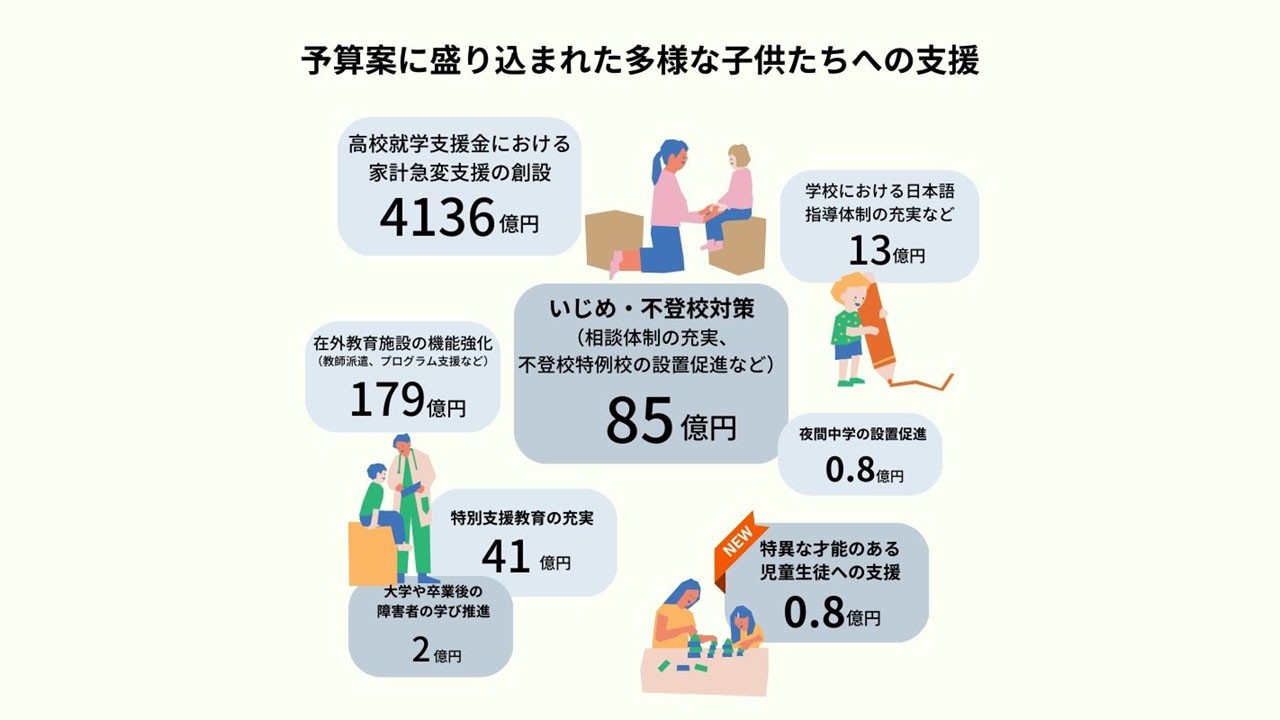 予算案に盛り込まれた多様な子供たちへの支援
高校就学支援金における
家計急変支援の創設
4136億円
学校における日本語
指導体制の充実など
13億円
いじめ・不登校対策
（相談体制の充実、
不登校特例校の設置促進など）
85億円
在外教育施設の機能強化
（教師派遣、プログラム支援など）
179億円
夜間中学の設置促進
0.8億円
特別支援教育の充実
41億円
NEW
特異な才能のある
児童生徒への支援
0.8億円
大学や卒業後の
障害者の学び推進
2億円